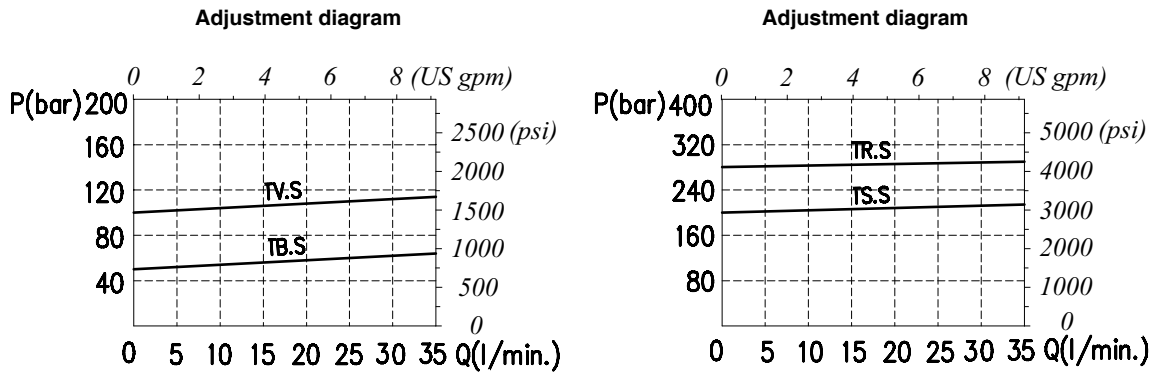 Adjustment diagram
0 2 4 6 8 (US gpm)
P(bar) 200
2500 (psi)
160
2000
TV.S
120
1500
80
TB.S
1000
40
500
0
0 5 10 15 20 25 30 35 Q(l/min.)
Adjustment diagram
0 2 4 6 8 (US gpm)
P(bar) 400
5000 (psi)
320
TR.S
4000
240
TS.S
3000
160
2000
80
1000
0
0 5 10 15 20 25 30 35 Q(l/min.)